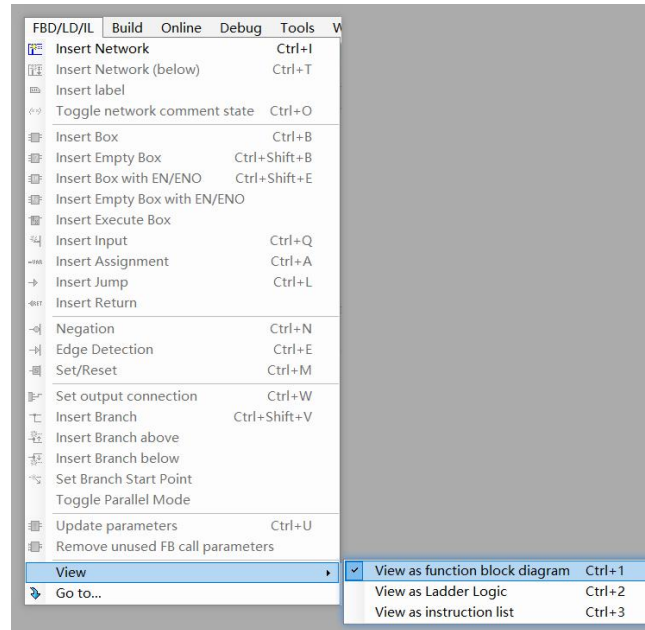 FBD/LD/IL Build Online Debug Tools
Insert Network Ctrl+I
Insert Network (below) Ctrl+T
Insert label
Toggle network comment state Ctrl+O
Insert Box Ctrl+B
Insert Empty Box Ctrl+Shift+B
Insert Box with EN/ENO Ctrl+Shift+E
Insert Empty Box with EN/ENO
Insert Execute Box
Insert Input Ctrl+Q
Insert Assignment Ctrl+A
Insert Jump Ctrl+L
Insert Return
Negation Ctrl+N
Edge Detection Ctrl+E
Set/Reset Ctrl+M
Set output connection Ctrl+W
Insert Branch Ctrl+Shift+V
Insert Branch above
Insert Branch below
Set Branch Start Point
Toggle Parallel Mode
Update parameters Ctrl+U
Remove unused FB call parameters
View
View as function block diagram Ctrl+1
Go to...
View as Ladder Logic Ctrl+2
View as instruction list Ctrl+3